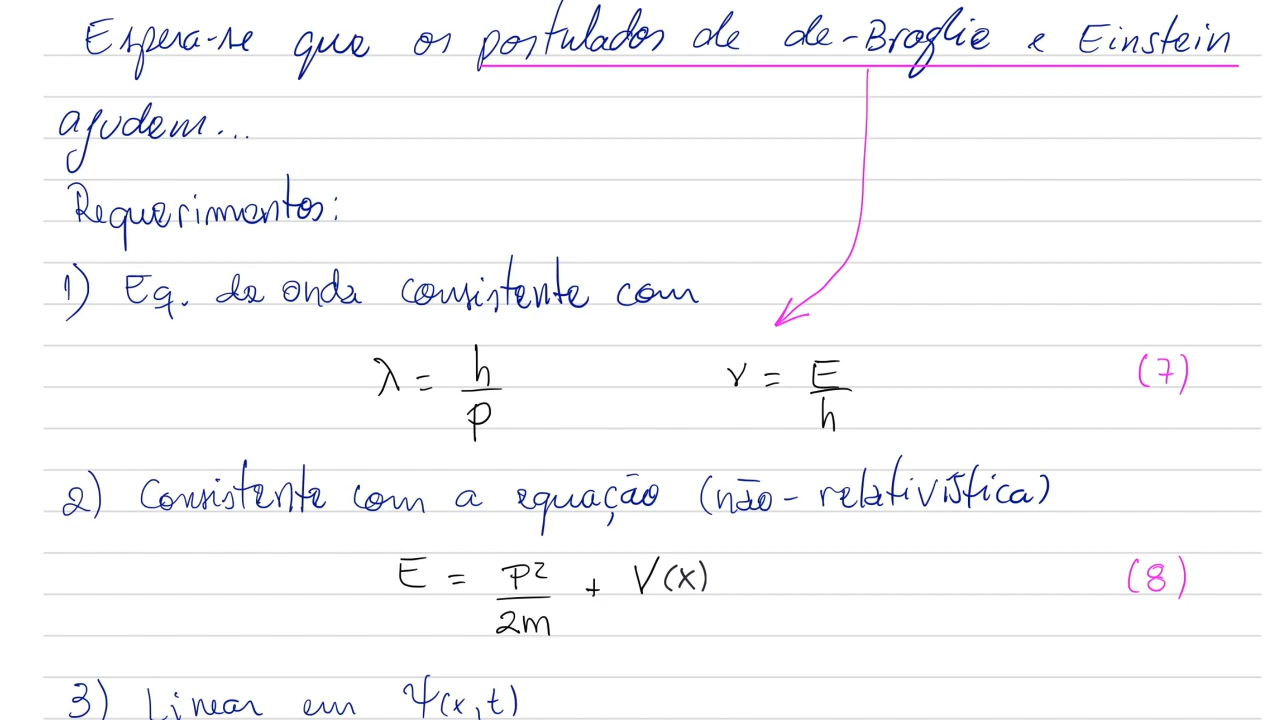 Espera-se que os postulados de de-Broglie e Einstein
ajudem...
Requerimentos:
1) Eq. de onda consistente com
λ = h/p    ν = E/h    (7)
2) Consistente com a equação (não-relativística)
E = p²/2m + V(x)    (8)
3) Linear em Ψ(x,t)